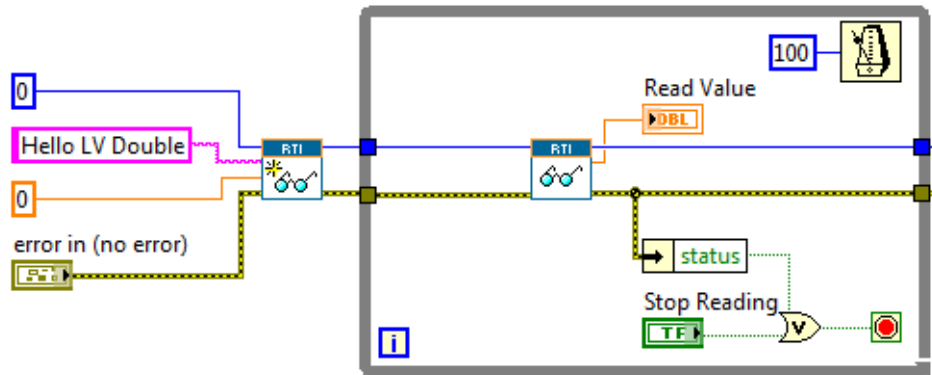 100
Read Value
DBL
0
Hello LV Double
RTI
RTI
0
error in (no error)
status
Stop Reading
TF
V
i